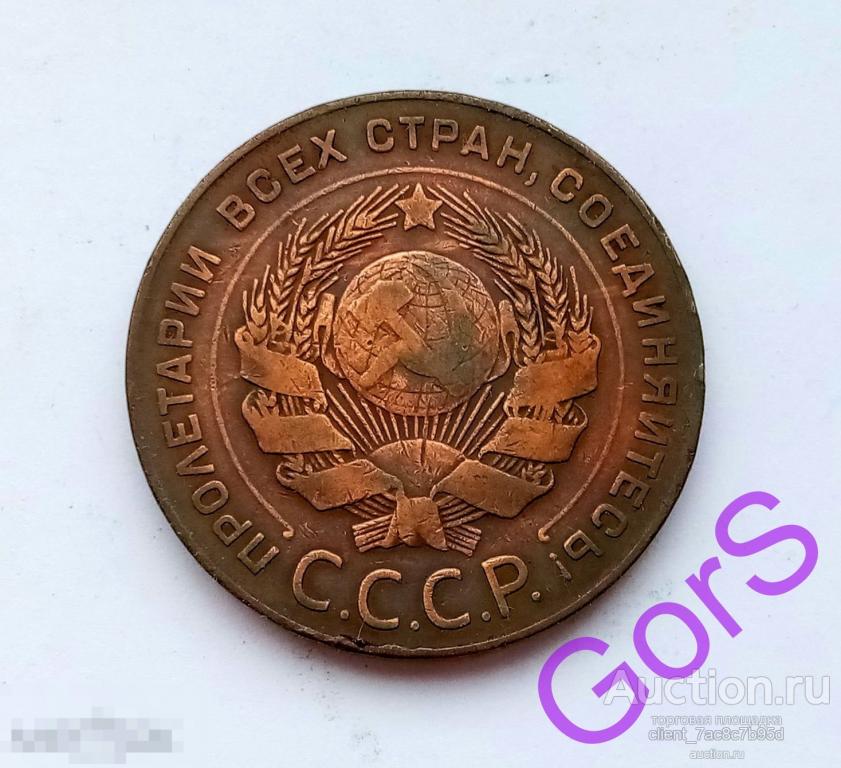 ПРОЛЕТАРИИ ВСЕХ СТРАН, СОЕДИНЯЙТЕСЬ!
С.С.С.Р.
GorS
Auction.ru
торговая площадка
client_7ac8c7b95d
auction.ru